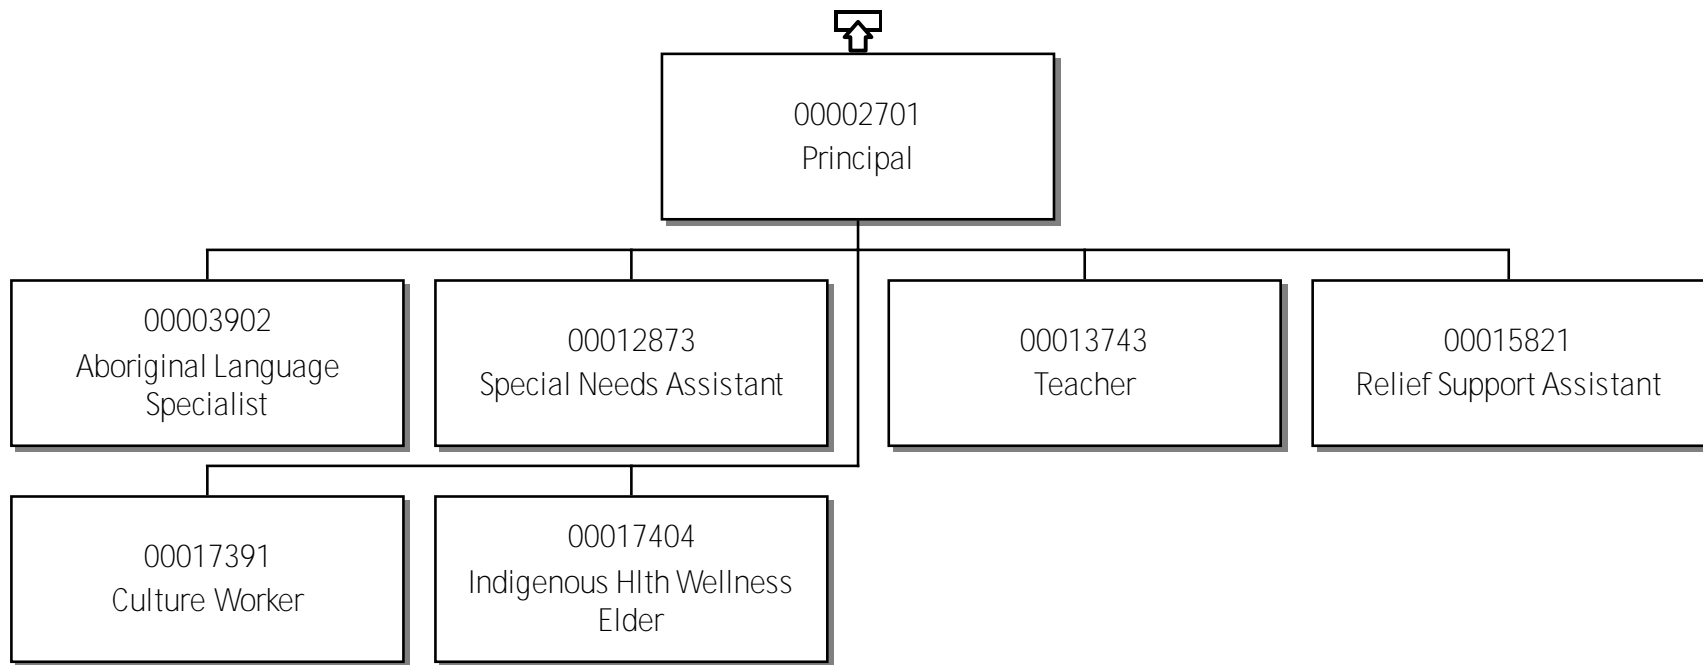 00002701
Principal
00003902
Aboriginal Language
Specialist
00012873
Special Needs Assistant
00013743
Teacher
00015821
Relief Support Assistant
00017391
Culture Worker
00017404
Indigenous Hlth Wellness
Elder